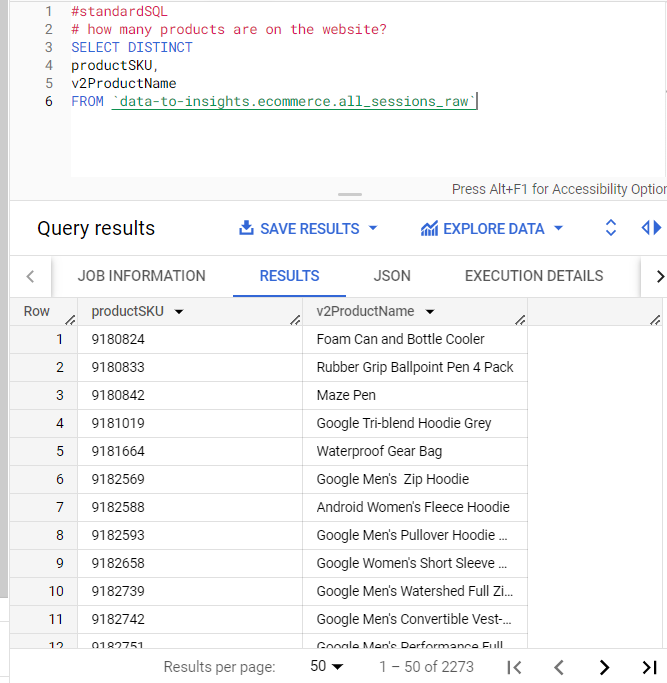 1 #standardSQL
2 # how many products are on the website?
3 SELECT DISTINCT
4 productSKU,
5 v2ProductName
6 FROM `data-to-insights.ecommerce.all_sessions_raw`
Press Alt+F1 for Accessibility Option
Query results SAVE RESULTS EXPLORE DATA
JOB INFORMATION RESULTS JSON EXECUTION DETAILS
Row productSKU v2ProductName
1 9180824 Foam Can and Bottle Cooler
2 9180833 Rubber Grip Ballpoint Pen 4 Pack
3 9180842 Maze Pen
4 9181019 Google Tri-blend Hoodie Grey
5 9181664 Waterproof Gear Bag
6 9182569 Google Men's  Zip Hoodie
7 9182588 Android Women's Fleece Hoodie
8 9182593 Google Men's Pullover Hoodie ...
9 9182658 Google Women's Short Sleeve ...
10 9182739 Google Men's Watershed Full Zi...
11 9182742 Google Men's Convertible Vest-...
12 9182751 Google Men's Performance Full
Results per page: 50 1 – 50 of 2273